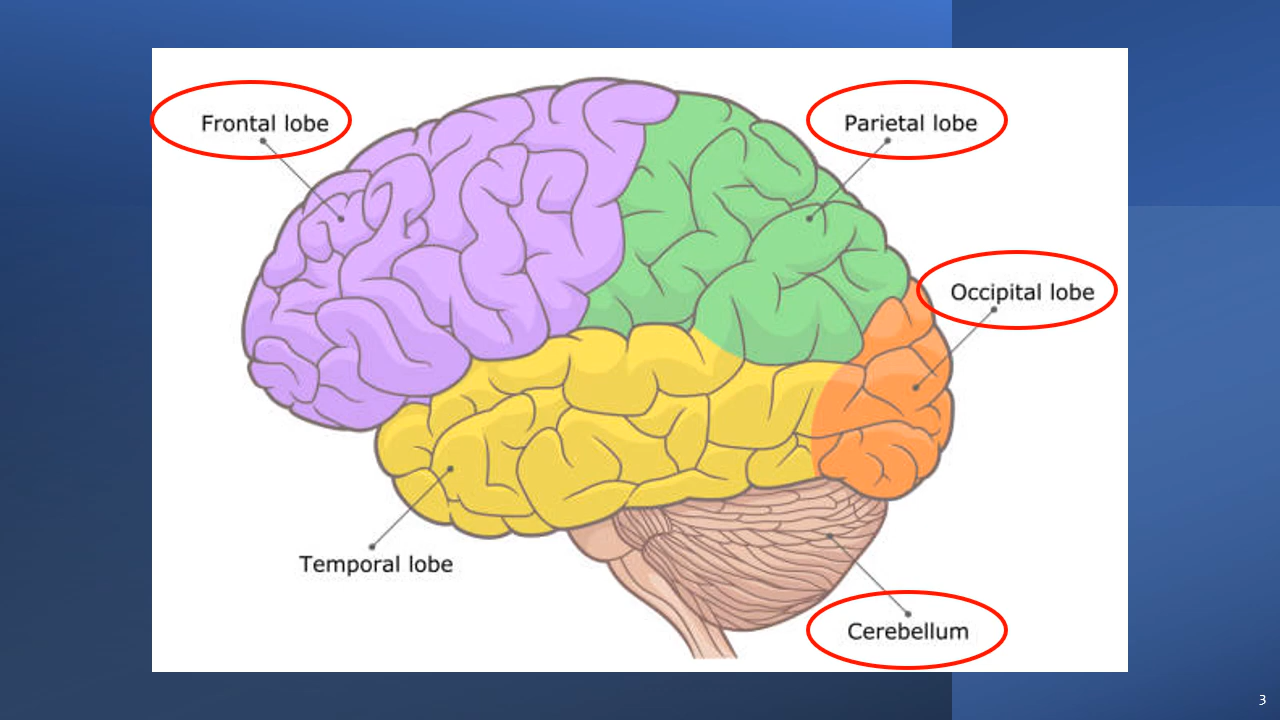 Frontal lobe
Parietal lobe
Occipital lobe
Temporal lobe
Cerebellum
3